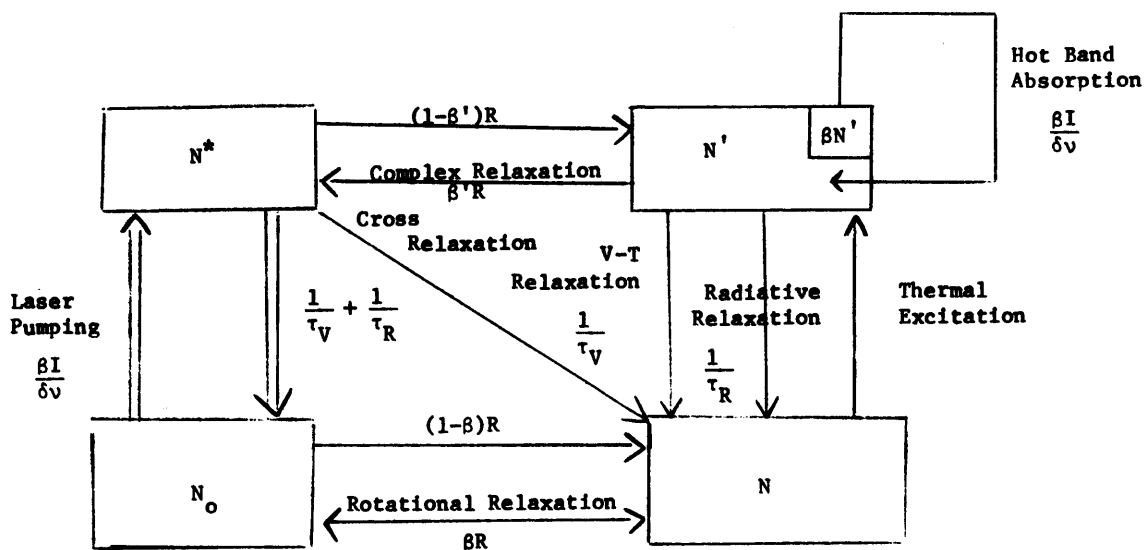 Hot Band
Absorption
βI
δν
(1-β')R
N*
N'
βN'
Complex Relaxation
β'R
Cross
Relaxation
V-T
Relaxation
1
τV
Radiative
Relaxation
1
τR
Thermal
Excitation
Laser
Pumping
βI
δν
1
τV
+
1
τR
(1-β)R
No
Rotational Relaxation
βR
N